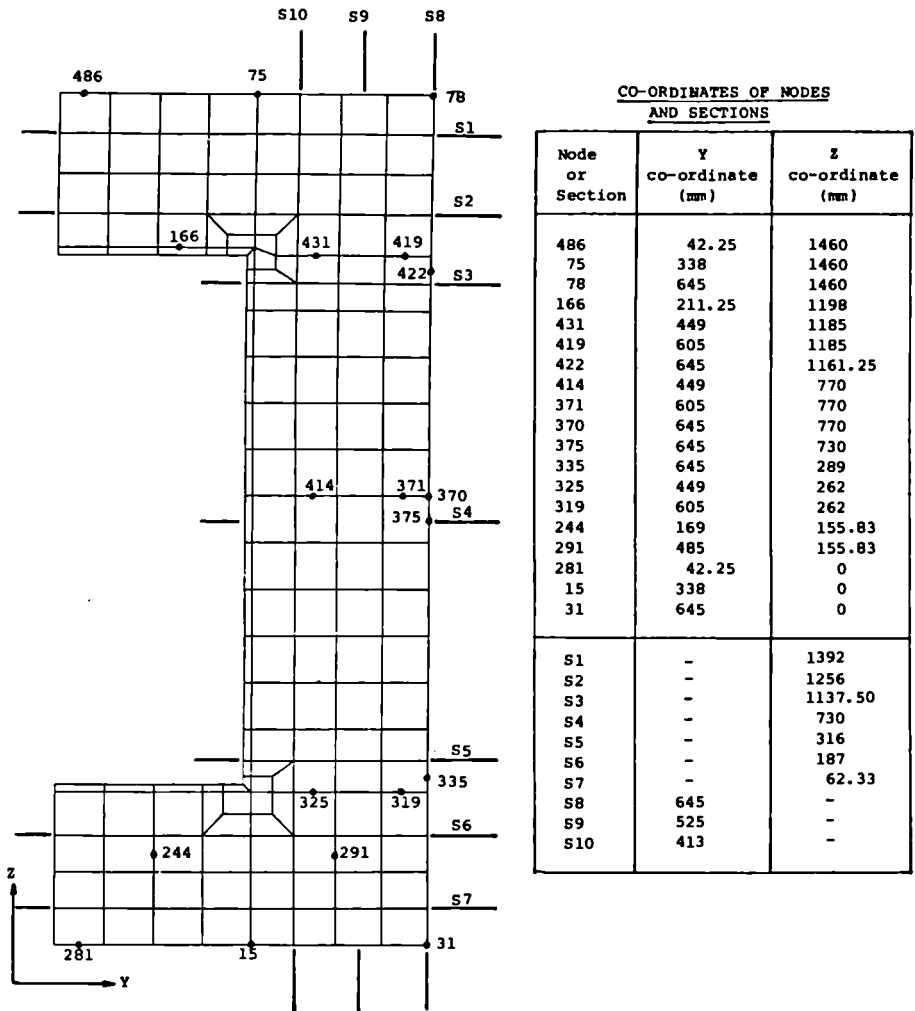 S10 S9 S8
486 75 78
S1
S2
166 431 419
422 S3
414 371 370
375 S4
S5
335
325 319
S6
244 291
S7
281 15 31
Z
Y
CO-ORDINATES OF NODES
AND SECTIONS
Node or Section Y co-ordinate (mm) Z co-ordinate (mm)
486 42.25 1460
75 338 1460
78 645 1460
166 211.25 1198
431 449 1185
419 605 1185
422 645 1161.25
414 449 770
371 605 770
370 645 770
375 645 730
335 645 289
325 449 262
319 605 262
244 169 155.83
291 485 155.83
281 42.25 0
15 338 0
31 645 0
S1 - 1392
S2 - 1256
S3 - 1137.50
S4 - 730
S5 - 316
S6 - 187
S7 - 62.33
S8 645 -
S9 525 -
S10 413 -